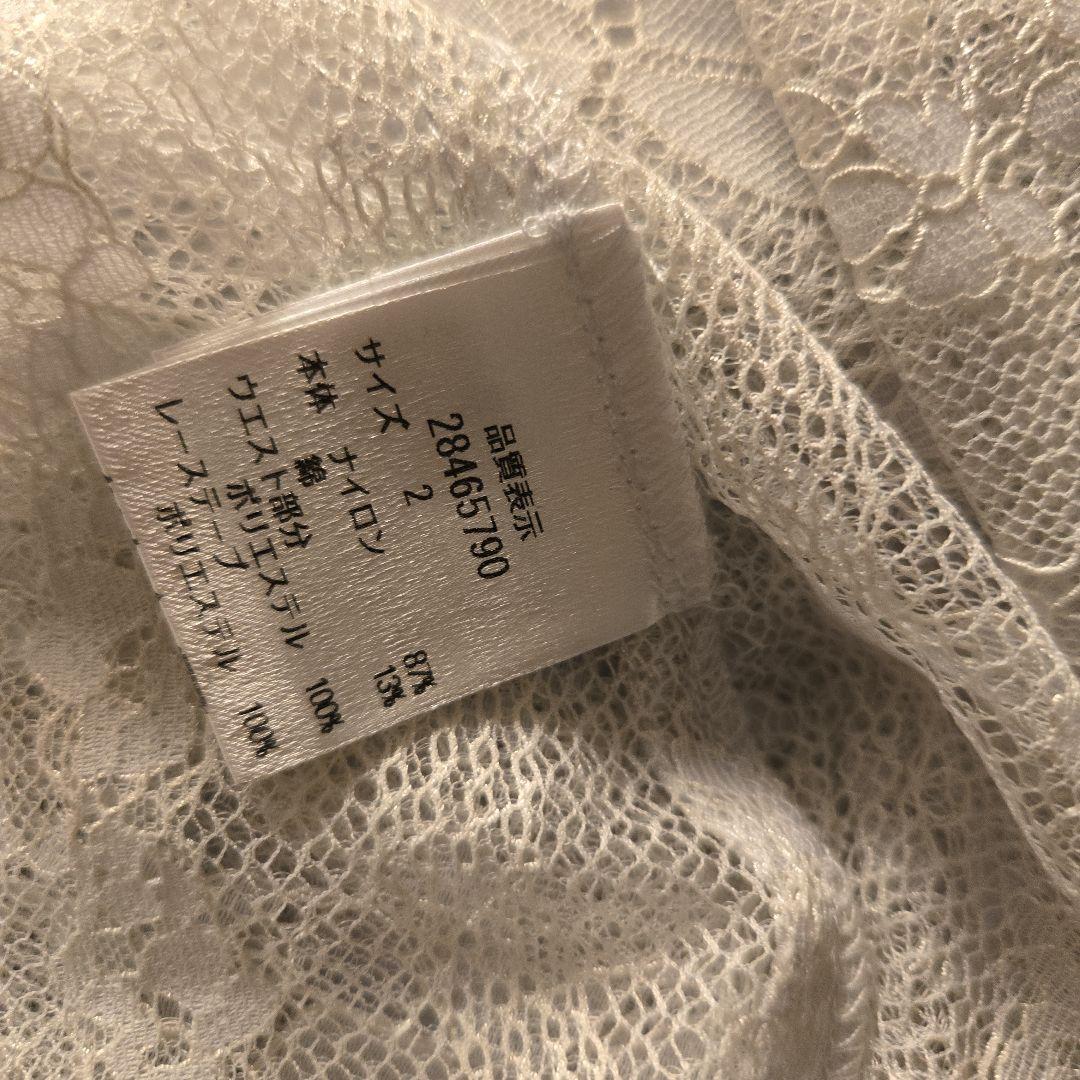 品質表示
28465790
サイズ 2
本体 ナイロン 87%
綿 13%
ウエスト部分
ポリエステル 100%
レーステープ
ポリエステル 100%